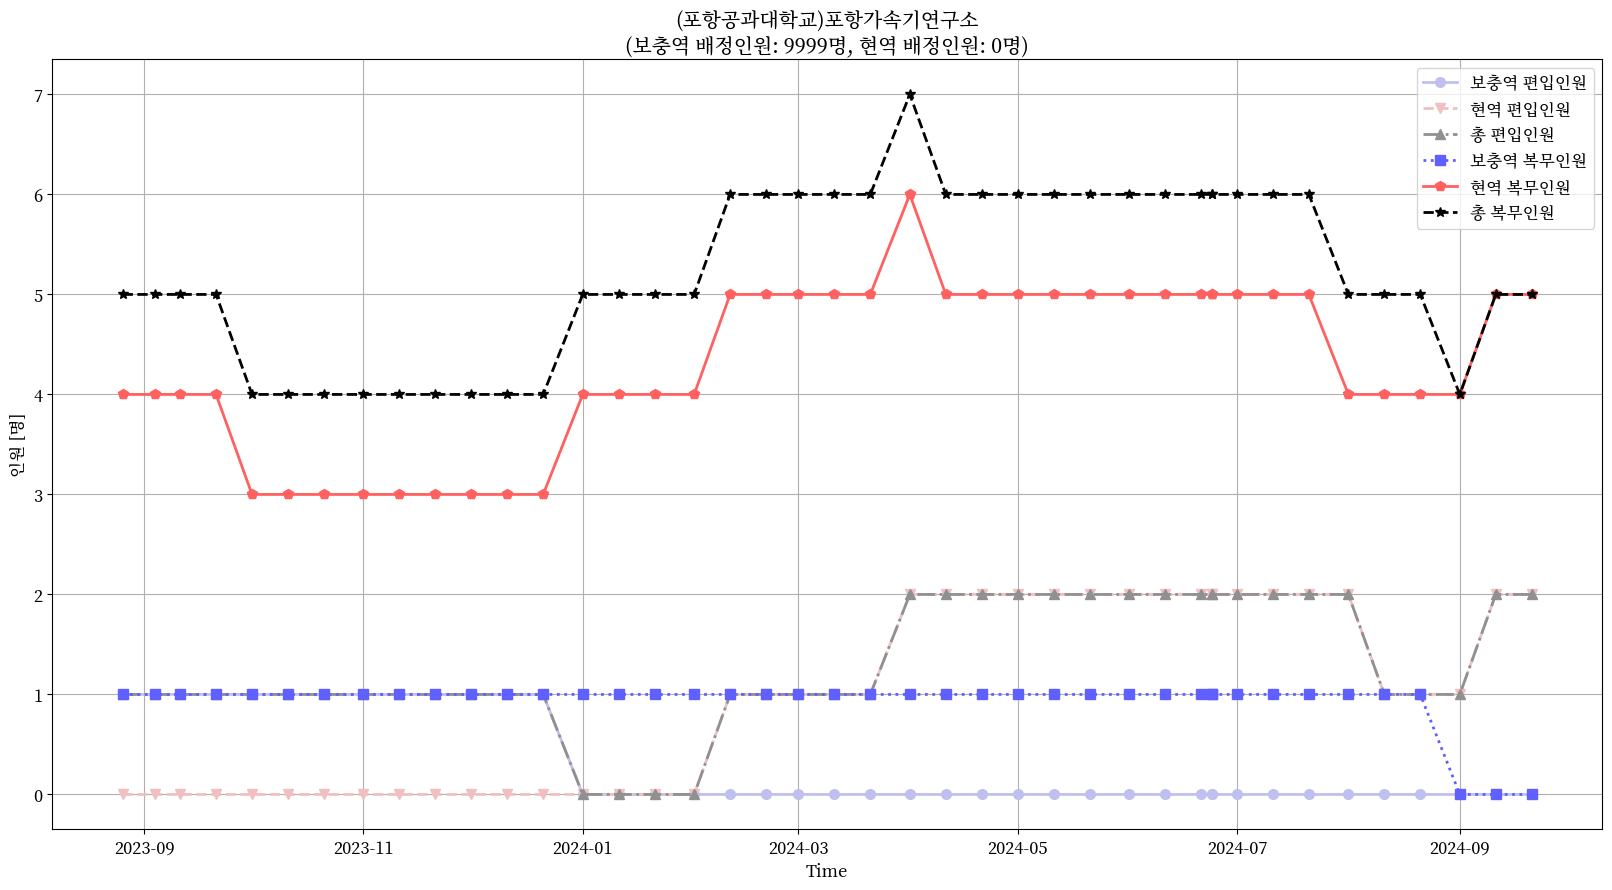 (포항공과대학교)포항가속기연구소
(보충역 배정인원: 9999명, 현역 배정인원: 0명)
보충역 편입인원
현역 편입인원
총 편입인원
보충역 복무인원
현역 복무인원
총 복무인원
7
6
5
4
3
2
1
0
인원 [명]
2023-09
2023-11
2024-01
2024-03
2024-05
2024-07
2024-09
Time